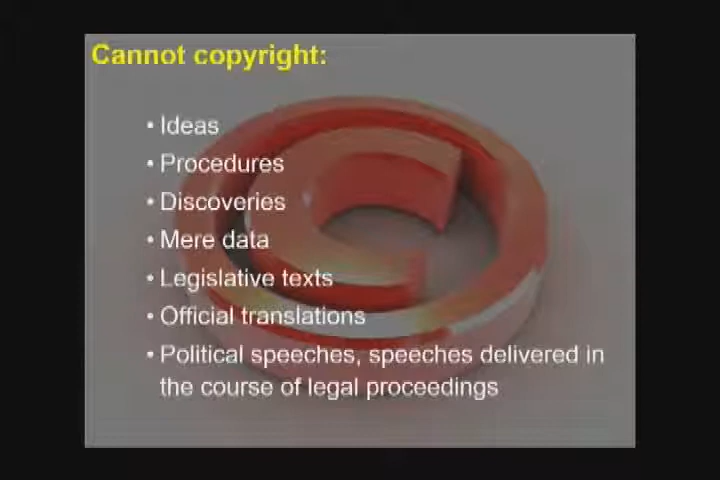 Cannot copyright:
• Ideas
• Procedures
• Discoveries
• Mere data
• Legislative texts
• Official translations
• Political speeches, speeches delivered in
the course of legal proceedings